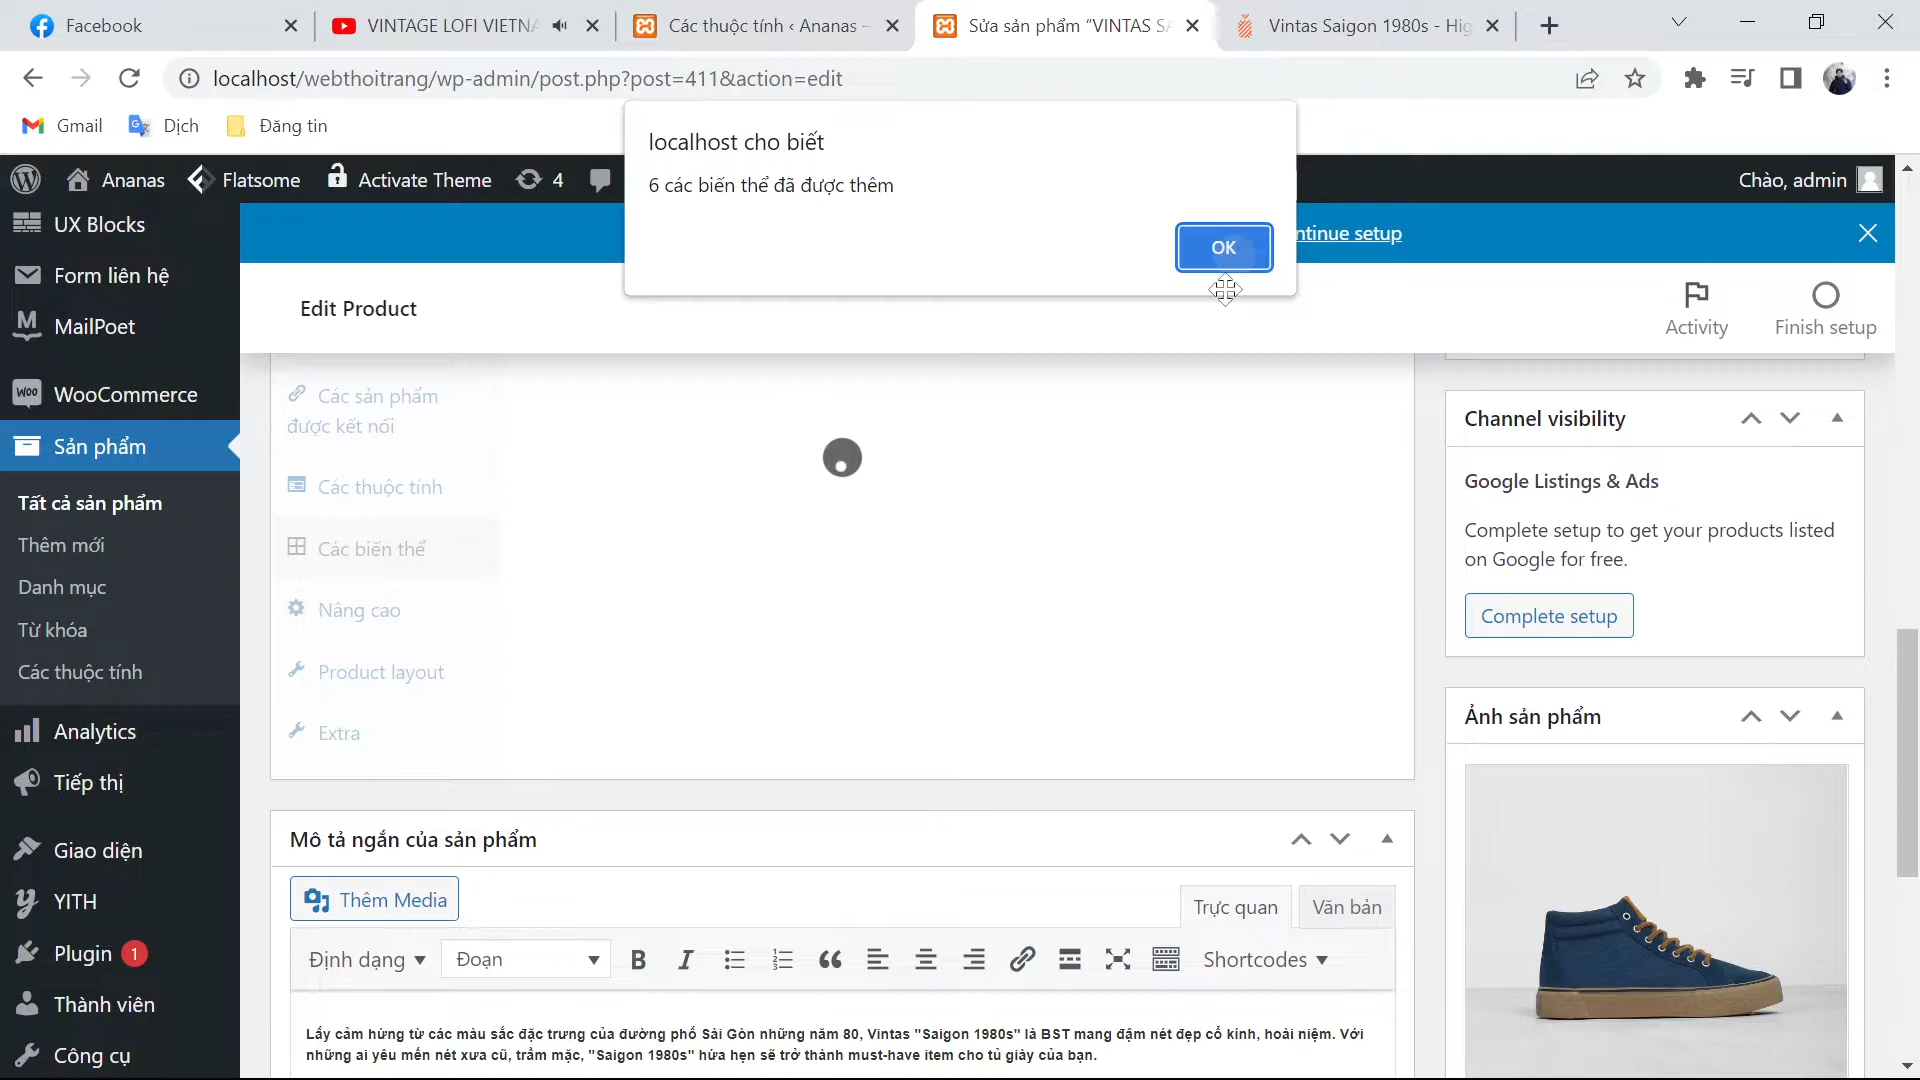 Facebook
VINTAGE LOFI VIETNA
Các thuộc tính ‹ Ananas –
Sửa sản phẩm “VINTAS SA
Vintas Saigon 1980s - Hig
localhost/webthoitrang/wp-admin/post.php?post=411&action=edit
Gmail
Dịch
Đăng tin
localhost cho biết
6 các biến thể đã được thêm
OK
Ananas
Flatsome
Activate Theme
4
Chào, admin
ntinue setup
Edit Product
Activity
Finish setup
UX Blocks
Form liên hệ
MailPoet
WooCommerce
Sản phẩm
Tất cả sản phẩm
Thêm mới
Danh mục
Từ khóa
Các thuộc tính
Analytics
Tiếp thị
Giao diện
YITH
Plugin 1
Thành viên
Công cụ
Các sản phẩm
được kết nối
Các thuộc tính
Các biến thể
Nâng cao
Product layout
Extra
Channel visibility
Google Listings & Ads
Complete setup to get your products listed
on Google for free.
Complete setup
Ảnh sản phẩm
Mô tả ngắn của sản phẩm
Thêm Media
Trực quan
Văn bản
Định dạng
Đoạn
Shortcodes
Lấy cảm hứng từ các màu sắc đặc trưng của đường phố Sài Gòn những năm 80, Vintas "Saigon 1980s" là BST mang đậm nét đẹp cổ kính, hoài niệm. Với
những ai yêu mến nét xưa cũ, trầm mặc, "Saigon 1980s" hứa hẹn sẽ trở thành must-have item cho tủ giày của bạn.